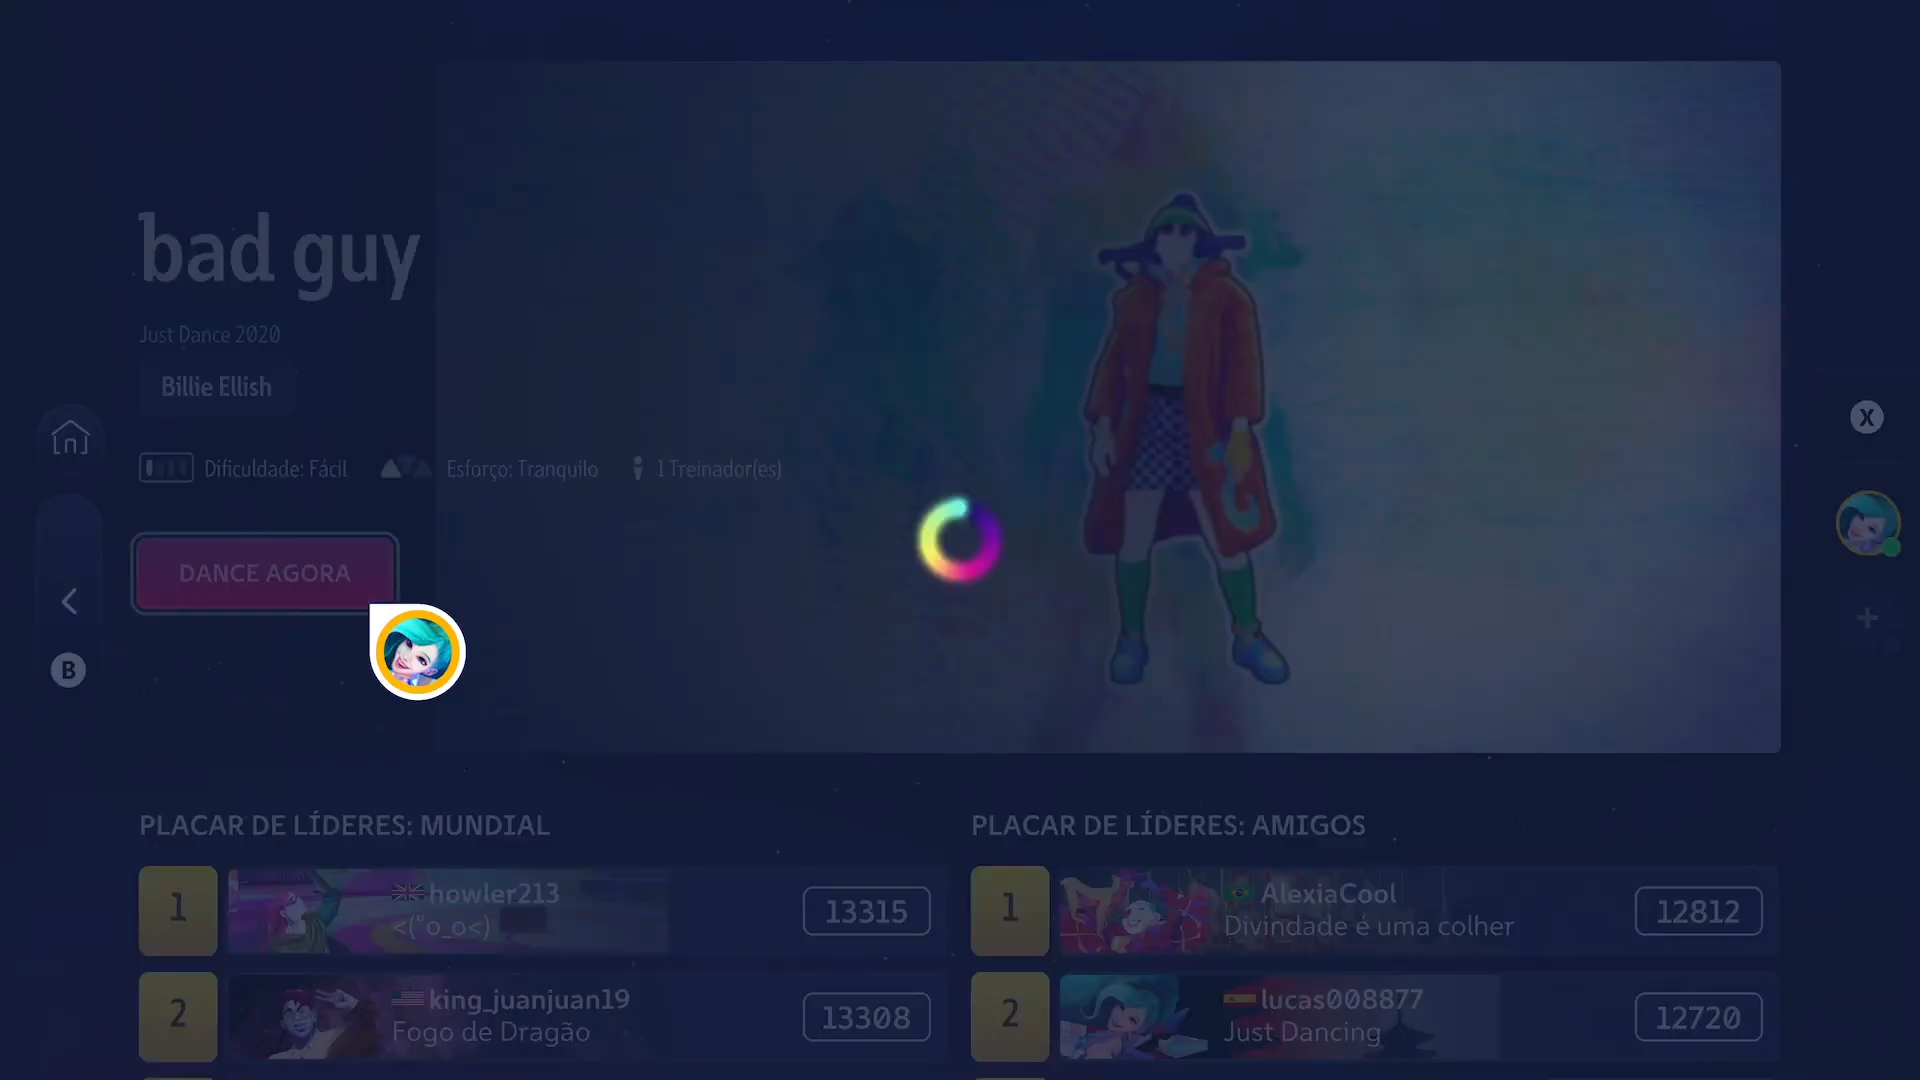 bad guy
Just Dance 2020
Billie Ellish
Dificuldade: Fácil
Esforço: Tranquilo
1 Treinador(es)
DANCE AGORA
B
X
PLACAR DE LÍDERES: MUNDIAL
1
howler213
<("o_o<)
13315
2
king_juanjuan19
Fogo de Dragão
13308
PLACAR DE LÍDERES: AMIGOS
1
AlexiaCool
Divindade é uma colher
12812
2
lucas008877
Just Dancing
12720